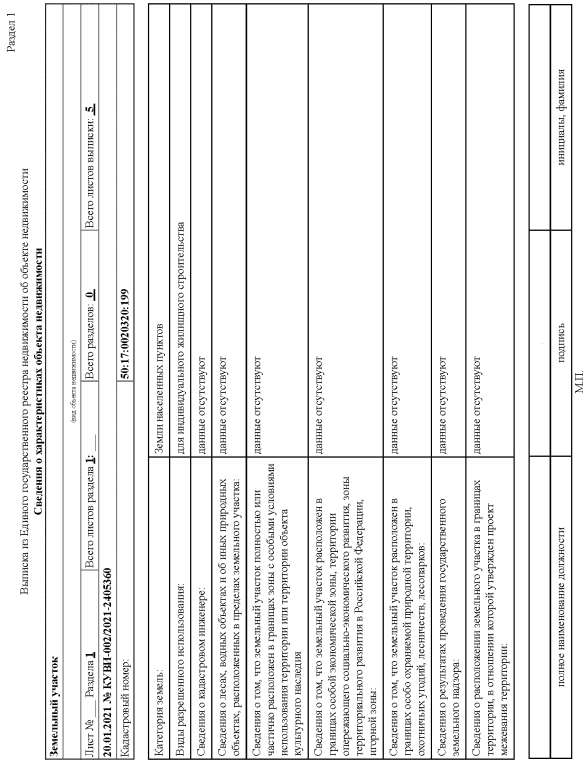 Раздел 1
Выписка из Единого государственного реестра недвижимости об объекте недвижимости
Сведения о характеристиках объекта недвижимости
Земельный участок
(вид объекта недвижимости)
Лист № ___ Раздела 1 Всего листов раздела 1: ___ Всего разделов: 0 Всего листов выписки: 5
20.01.2021 № КУВИ-002/2021-2405360
Кадастровый номер: 50:17:0020320:199
Категория земель: Земли населенных пунктов
Виды разрешенного использования: для индивидуального жилищного строительства
Сведения о кадастровом инженере: данные отсутствуют
Сведения о лесах, водных объектах и об иных природных данные отсутствуют
объектах, расположенных в пределах земельного участка:
Сведения о том, что земельный участок полностью или данные отсутствуют
частично расположен в границах зоны с особыми условиями
использования территории или территории объекта
культурного наследия
Сведения о том, что земельный участок расположен в данные отсутствуют
границах особой экономической зоны, территории
опережающего социально-экономического развития, зоны
территориального развития в Российской Федерации,
игорной зоны:
Сведения о том, что земельный участок расположен в данные отсутствуют
границах особо охраняемой природной территории,
охотничьих угодий, лесничеств, лесопарков:
Сведения о результатах проведения государственного данные отсутствуют
земельного надзора:
Сведения о расположении земельного участка в границах данные отсутствуют
территории, в отношении которой утвержден проект
межевания территории:
полное наименование должности подпись инициалы, фамилия
М.П.